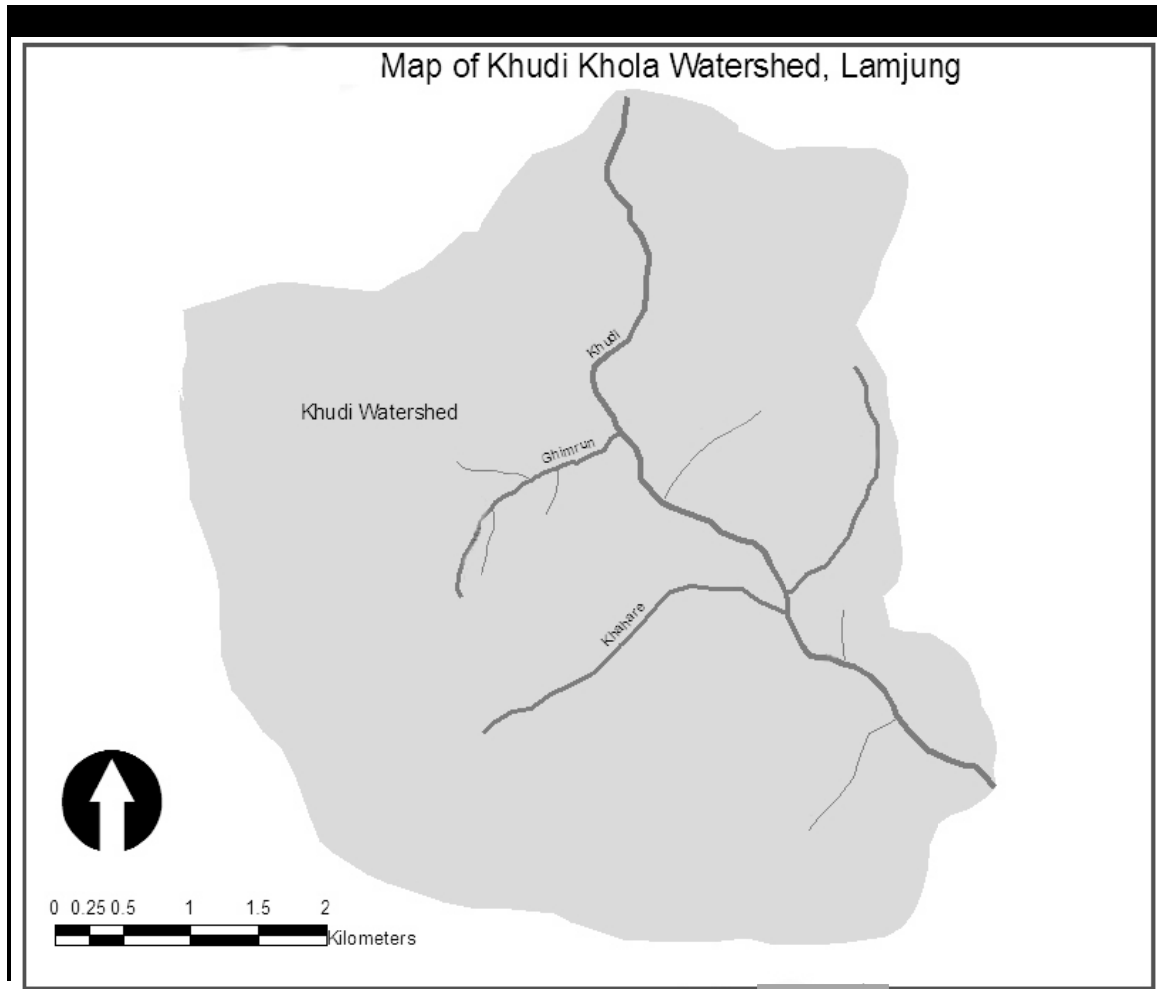 Map of Khudi Khola Watershed, Lamjung
Khudi
Khudi Watershed
Ghimrun
Khahare
0 0.25 0.5 1 1.5 2
Kilometers